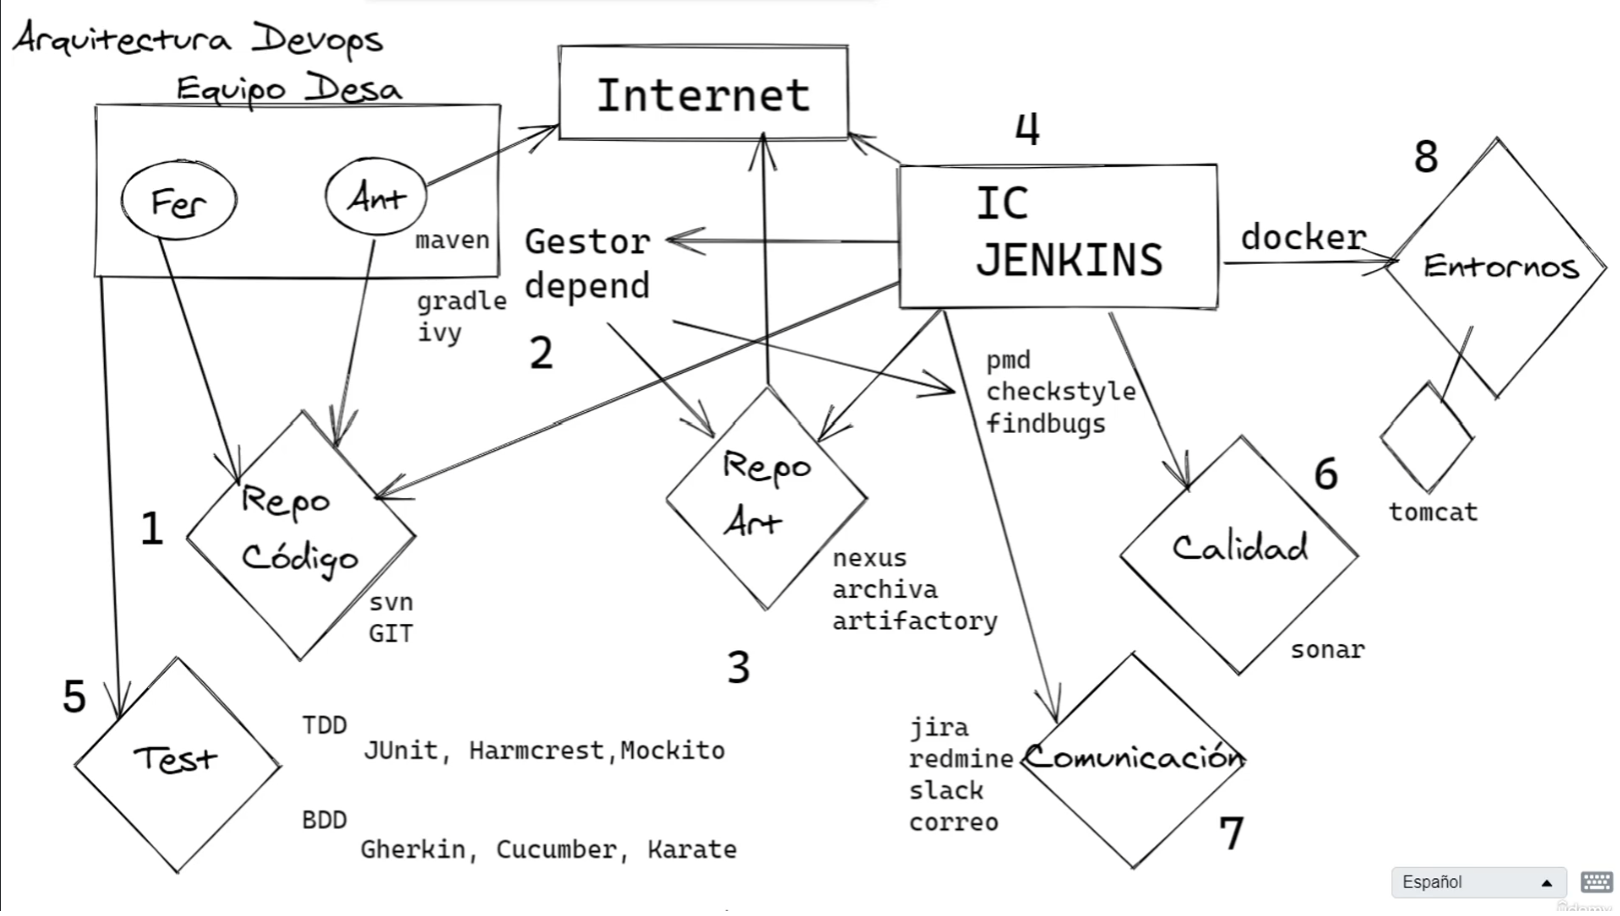 Arquitectura Devops
Equipo Desa
Fer
Ant
maven
gradle
ivy
Internet
Gestor
depend
2
4
IC
JENKINS
docker
8
Entornos
tomcat
pmd
checkstyle
findbugs
1
Repo
Código
svn
GIT
Repo
Art
nexus
archiva
artifactory
3
6
Calidad
sonar
5
Test
TDD
JUnit, Harmcrest,Mockito
BDD
Gherkin, Cucumber, Karate
jira
redmine
slack
correo
Comunicación
7
Español